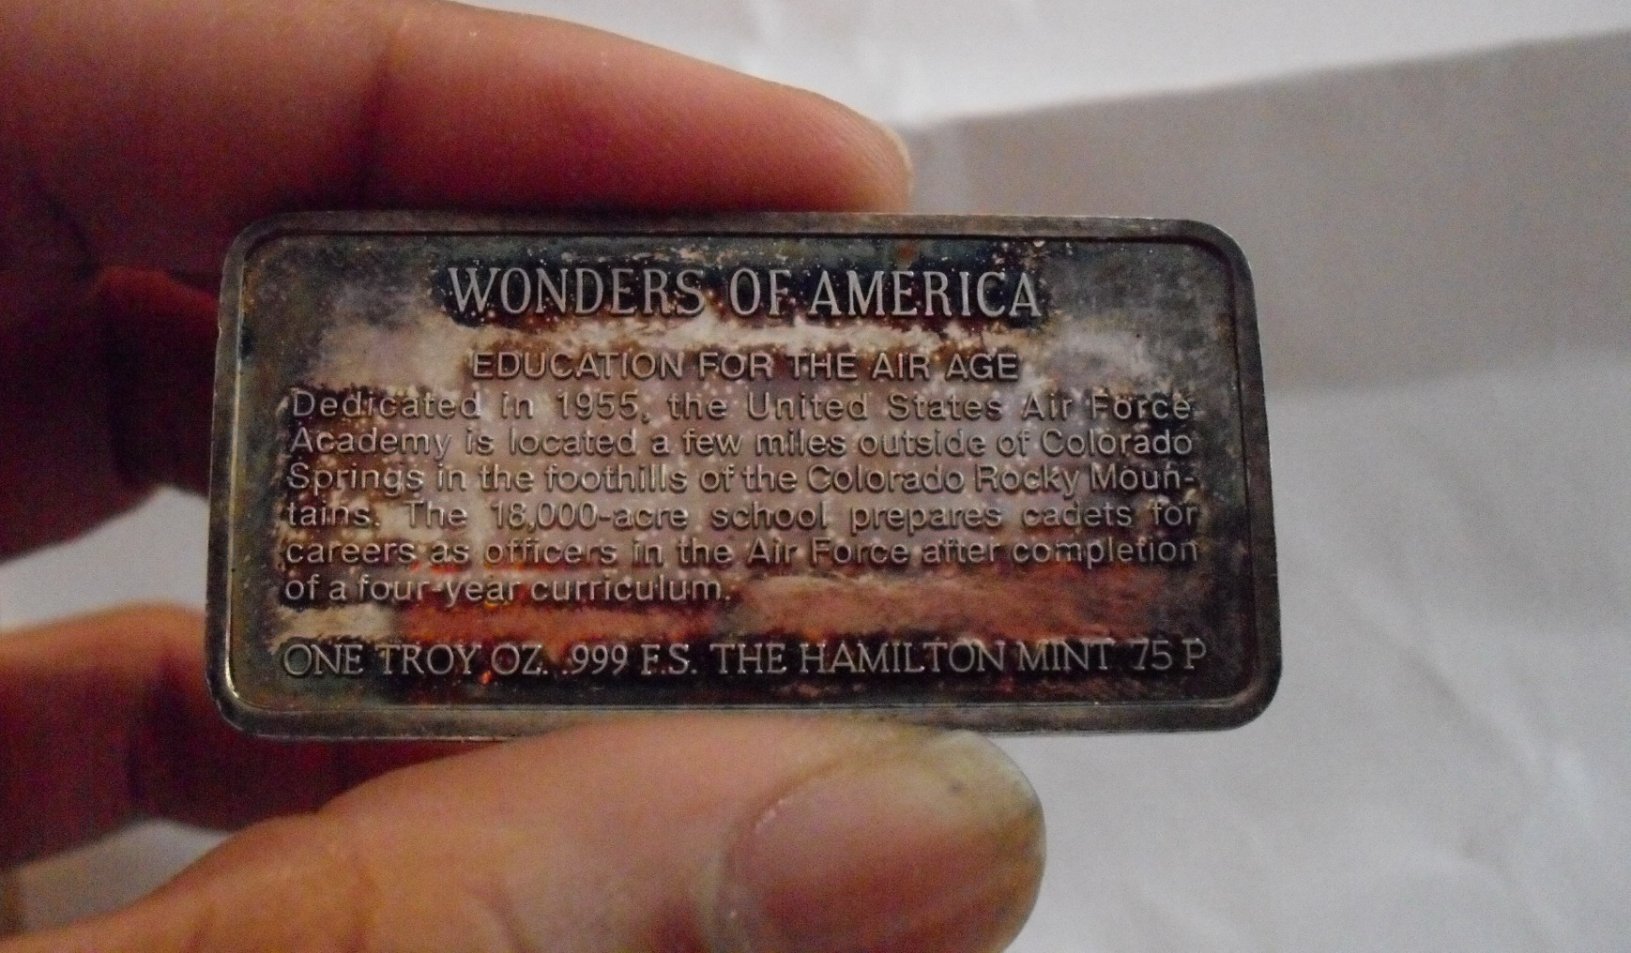 WONDERS OF AMERICA
EDUCATION FOR THE AIR AGE
Dedicated in 1955, the United States Air Force
Academy is located a few miles outside of Colorado
Springs in the foothills of the Colorado Rocky Moun-
tains. The 18,000-acre school prepares cadets for
careers as officers in the Air Force after completion
of a four-year curriculum.
ONE TROY OZ. .999 F.S. THE HAMILTON MINT 75 P